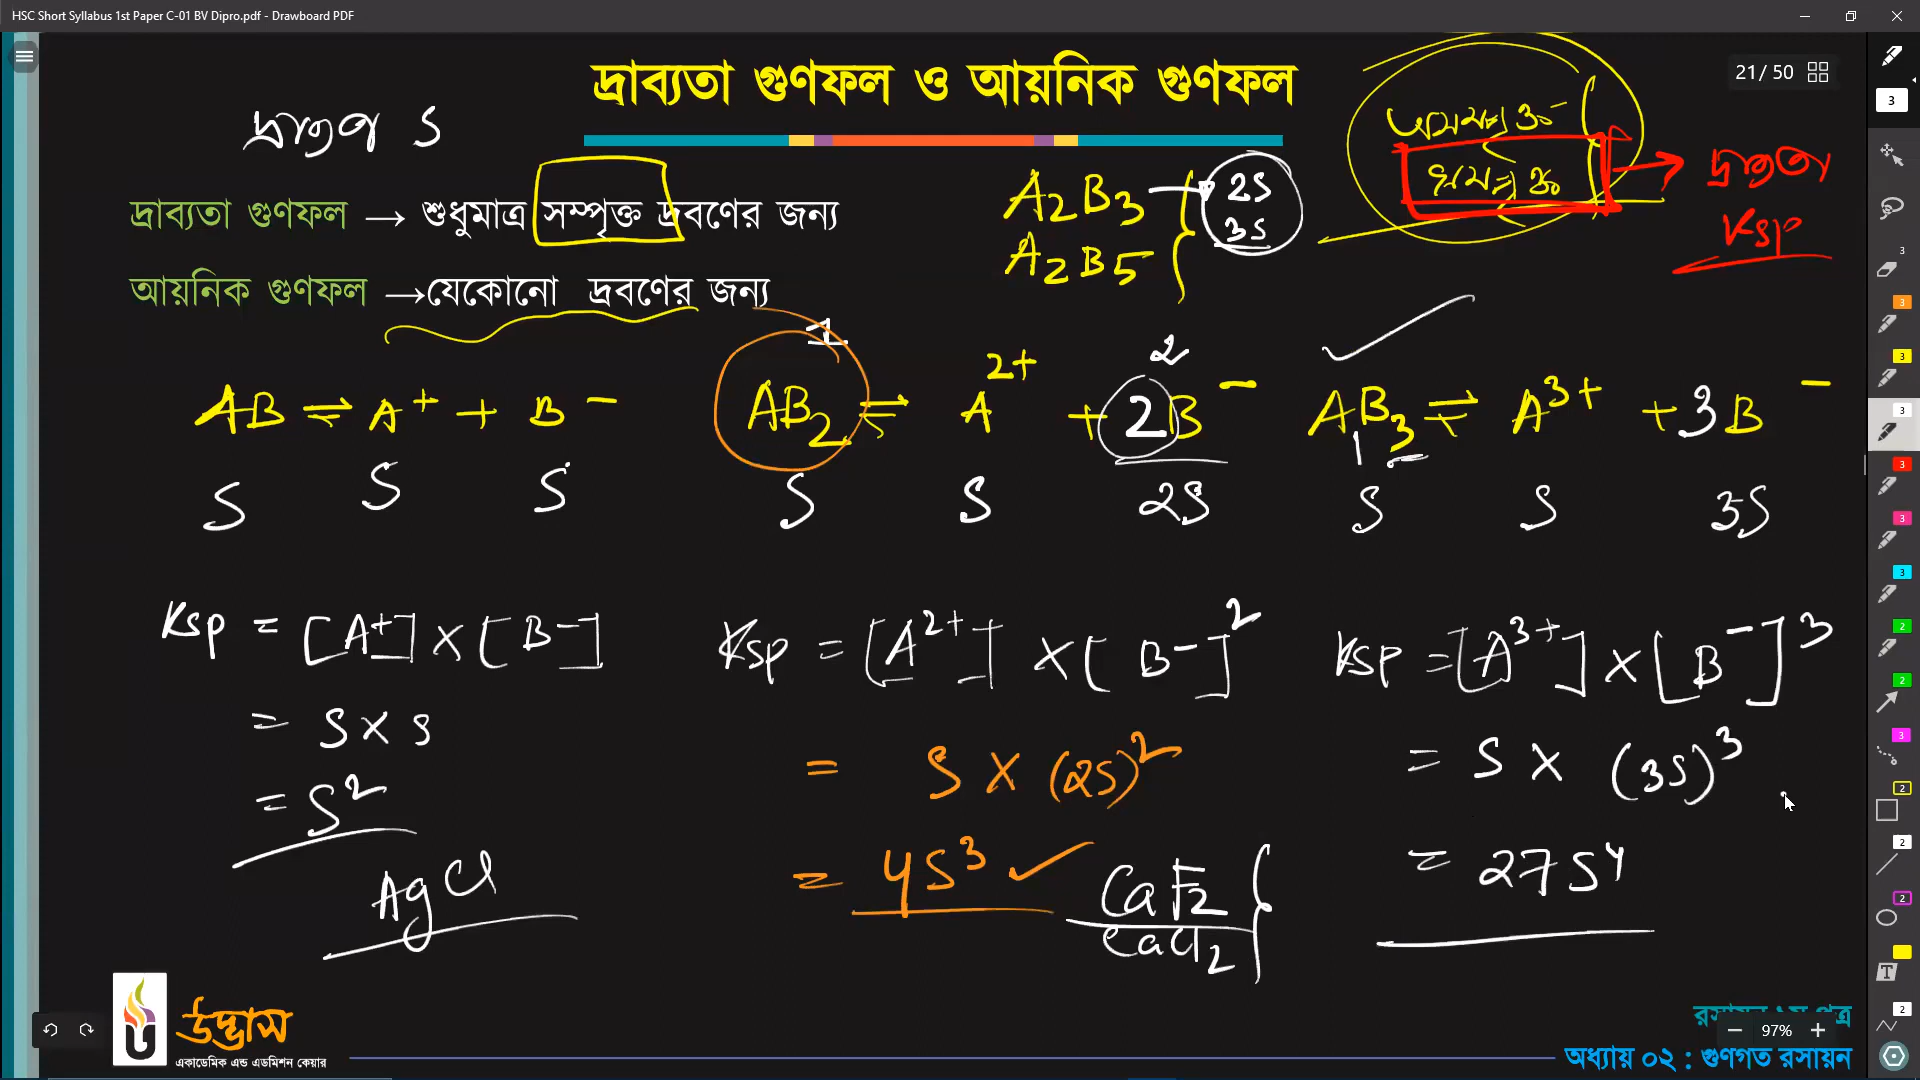 HSC Short Syllabus 1st Paper C-01 BV Dipro.pdf - Drawboard PDF
21 / 50
দ্রাব্যতা গুণফল ও আয়নিক গুণফল
S
দ্রাব্যতা গুণফল → শুধুমাত্র সম্পৃক্ত দ্রবণের জন্য
A2B3
2S
3S
A2B5
Ksp
আয়নিক গুণফল →যেকোনো দ্রবণের জন্য
1
2
AB ⇌ A+ + B−
AB2 ⇌ A2+ + 2B−
AB3 ⇌ A3+ + 3B−
1
S S S
S S 2S
S S 3S
Ksp = [A+] × [B−]
= S × S
= S2
AgCl
Ksp = [A2+] × [B−]2
= S × (2S)2
= 4S3 ✓
CaF2
CaCl2
Ksp = [A3+] × [B−]3
= S × (3S)3
= 27S4
উদ্ভাস
একাডেমিক এন্ড এডমিশন কেয়ার
97%
অধ্যায় ০২ : গুণগত রসায়ন